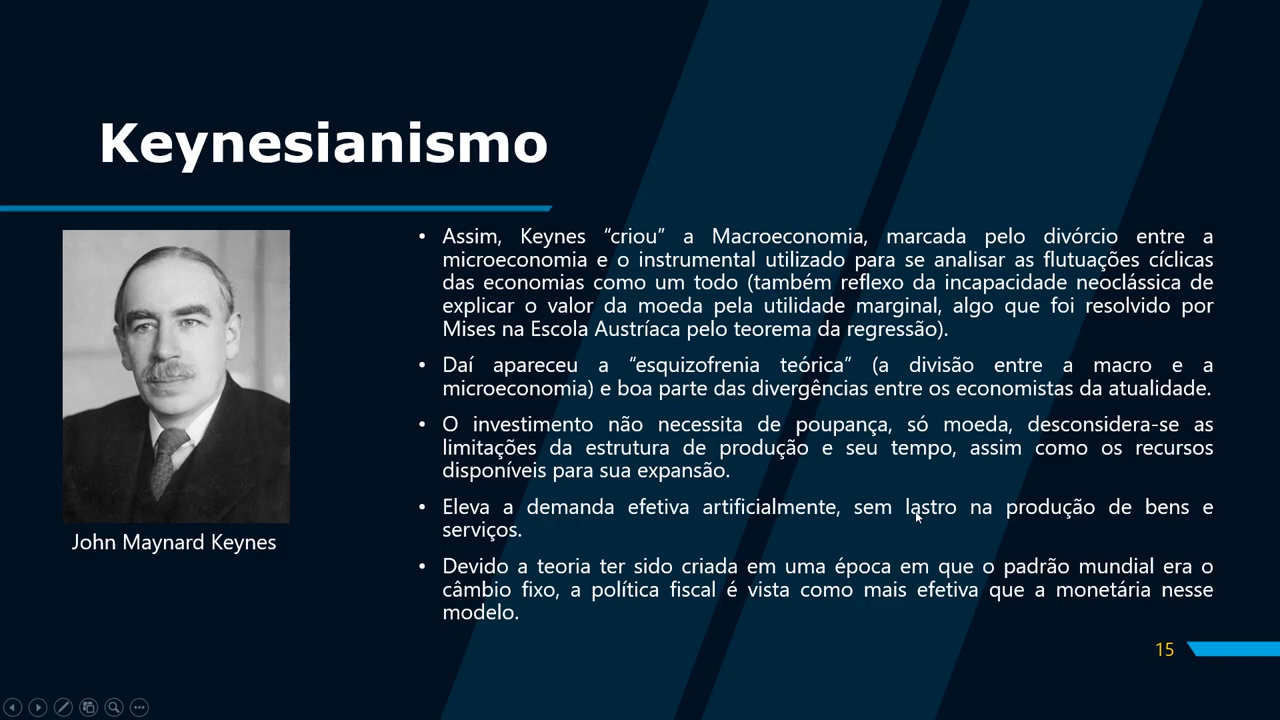 Keynesianismo
• Assim, Keynes “criou” a Macroeconomia, marcada pelo divórcio entre a
microeconomia e o instrumental utilizado para se analisar as flutuações cíclicas
das economias como um todo (também reflexo da incapacidade neoclássica de
explicar o valor da moeda pela utilidade marginal, algo que foi resolvido por
Mises na Escola Austríaca pelo teorema da regressão).
• Daí apareceu a “esquizofrenia teórica” (a divisão entre a macro e a
microeconomia) e boa parte das divergências entre os economistas da atualidade.
• O investimento não necessita de poupança, só moeda, desconsidera-se as
limitações da estrutura de produção e seu tempo, assim como os recursos
disponíveis para sua expansão.
• Eleva a demanda efetiva artificialmente, sem lastro na produção de bens e
serviços.
• Devido a teoria ter sido criada em uma época em que o padrão mundial era o
câmbio fixo, a política fiscal é vista como mais efetiva que a monetária nesse
modelo.
John Maynard Keynes
15